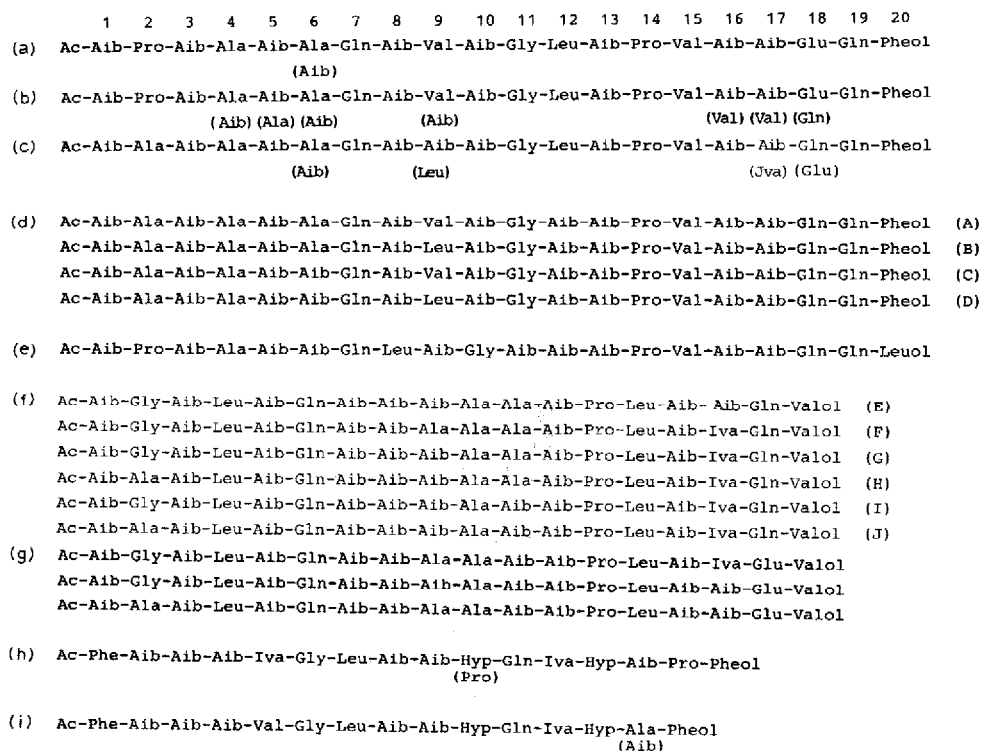 1 2 3 4 5 6 7 8 9 10 11 12 13 14 15 16 17 18 19 20
(a) Ac-Aib-Pro-Aib-Ala-Aib-Ala-Gln-Aib-Val-Aib-Gly-Leu-Aib-Pro-Val-Aib-Aib-Glu-Gln-Pheol
(Aib)
(b) Ac-Aib-Pro-Aib-Ala-Aib-Ala-Gln-Aib-Val-Aib-Gly-Leu-Aib-Pro-Val-Aib-Aib-Glu-Gln-Pheol
(Aib) (Ala) (Aib) (Aib) (Val) (Val) (Gln)
(c) Ac-Aib-Ala-Aib-Ala-Aib-Ala-Gln-Aib-Aib-Aib-Gly-Leu-Aib-Pro-Val-Aib-Aib-Gln-Gln-Pheol
(Aib) (Leu) (Jva) (Glu)
(d) Ac-Aib-Ala-Aib-Ala-Aib-Ala-Gln-Aib-Val-Aib-Gly-Aib-Aib-Pro-Val-Aib-Aib-Gln-Gln-Pheol (A)
Ac-Aib-Ala-Aib-Ala-Aib-Ala-Gln-Aib-Leu-Aib-Gly-Aib-Aib-Pro-Val-Aib-Aib-Gln-Gln-Pheol (B)
Ac-Aib-Ala-Aib-Ala-Aib-Aib-Gln-Aib-Val-Aib-Gly-Aib-Aib-Pro-Val-Aib-Aib-Gln-Gln-Pheol (C)
Ac-Aib-Ala-Aib-Ala-Aib-Aib-Gln-Aib-Leu-Aib-Gly-Aib-Aib-Pro-Val-Aib-Aib-Gln-Gln-Pheol (D)
(e) Ac-Aib-Pro-Aib-Ala-Aib-Aib-Gln-Leu-Aib-Gly-Aib-Aib-Aib-Pro-Val-Aib-Aib-Gln-Gln-Leuol
(f) Ac-Aib-Gly-Aib-Leu-Aib-Gln-Aib-Aib-Aib-Ala-Ala-Aib-Pro-Leu-Aib-Aib-Gln-Valol (E)
Ac-Aib-Gly-Aib-Leu-Aib-Gln-Aib-Aib-Ala-Ala-Ala-Aib-Pro-Leu-Aib-Iva-Gln-Valol (F)
Ac-Aib-Gly-Aib-Leu-Aib-Gln-Aib-Aib-Aib-Ala-Ala-Aib-Pro-Leu-Aib-Iva-Gln-Valol (G)
Ac-Aib-Ala-Aib-Leu-Aib-Gln-Aib-Aib-Aib-Ala-Ala-Aib-Pro-Leu-Aib-Iva-Gln-Valol (H)
Ac-Aib-Gly-Aib-Leu-Aib-Gln-Aib-Aib-Aib-Ala-Aib-Aib-Pro-Leu-Aib-Iva-Gln-Valol (I)
Ac-Aib-Ala-Aib-Leu-Aib-Gln-Aib-Aib-Aib-Ala-Aib-Aib-Pro-Leu-Aib-Iva-Gln-Valol (J)
(g) Ac-Aib-Gly-Aib-Leu-Aib-Gln-Aib-Aib-Ala-Ala-Aib-Aib-Pro-Leu-Aib-Iva-Glu-Valol
Ac-Aib-Gly-Aib-Leu-Aib-Gln-Aib-Aib-Aib-Ala-Aib-Aib-Pro-Leu-Aib-Aib-Glu-Valol
Ac-Aib-Ala-Aib-Leu-Aib-Gln-Aib-Aib-Ala-Ala-Aib-Aib-Pro-Leu-Aib-Aib-Glu-Valol
(h) Ac-Phe-Aib-Aib-Aib-Iva-Gly-Leu-Aib-Aib-Hyp-Gln-Iva-Hyp-Aib-Pro-Pheol
(Pro)
(i) Ac-Phe-Aib-Aib-Aib-Val-Gly-Leu-Aib-Aib-Hyp-Gln-Iva-Hyp-Ala-Pheol
(Aib)